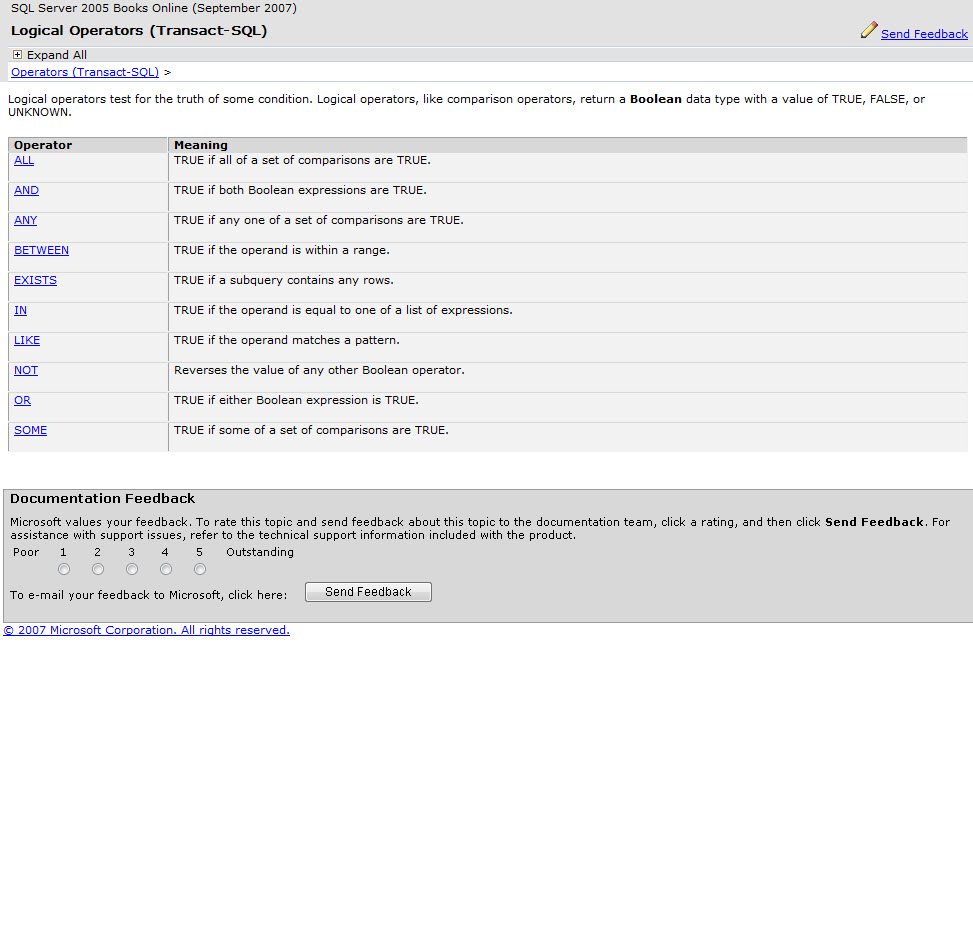 SQL Server 2005 Books Online (September 2007)
Logical Operators (Transact-SQL)
Send Feedback
Expand All
Operators (Transact-SQL) >
Logical operators test for the truth of some condition. Logical operators, like comparison operators, return a Boolean data type with a value of TRUE, FALSE, or
UNKNOWN.
Operator Meaning
ALL TRUE if all of a set of comparisons are TRUE.
AND TRUE if both Boolean expressions are TRUE.
ANY TRUE if any one of a set of comparisons are TRUE.
BETWEEN TRUE if the operand is within a range.
EXISTS TRUE if a subquery contains any rows.
IN TRUE if the operand is equal to one of a list of expressions.
LIKE TRUE if the operand matches a pattern.
NOT Reverses the value of any other Boolean operator.
OR TRUE if either Boolean expression is TRUE.
SOME TRUE if some of a set of comparisons are TRUE.
Documentation Feedback
Microsoft values your feedback. To rate this topic and send feedback about this topic to the documentation team, click a rating, and then click Send Feedback. For
assistance with support issues, refer to the technical support information included with the product.
Poor 1 2 3 4 5 Outstanding
To e-mail your feedback to Microsoft, click here: Send Feedback
© 2007 Microsoft Corporation. All rights reserved.